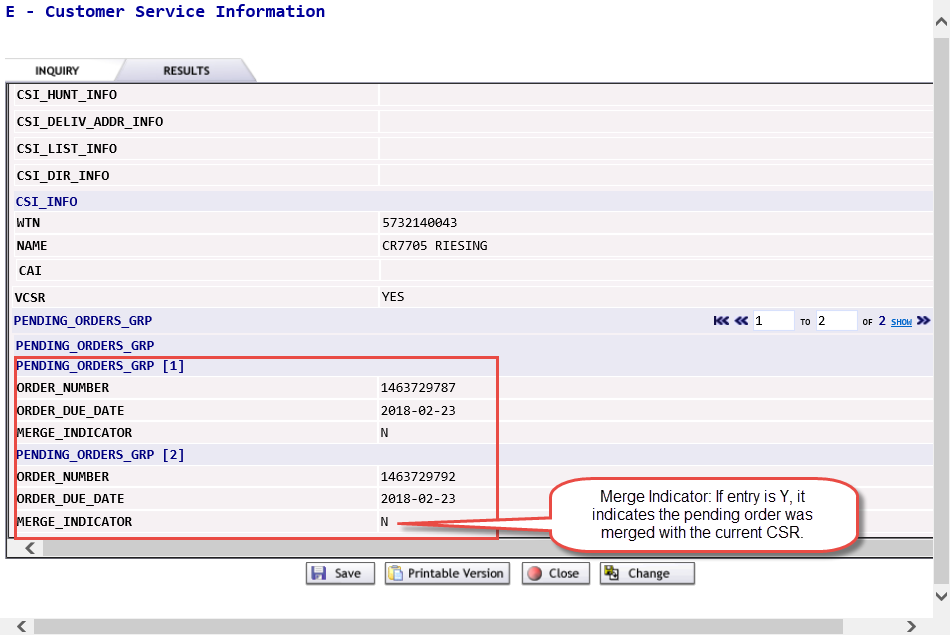 E - Customer Service Information
INQUIRY RESULTS
CSI_HUNT_INFO
CSI_DELIV_ADDR_INFO
CSI_LIST_INFO
CSI_DIR_INFO
CSI_INFO
WTN 5732140043
NAME CR7705 RIESING
CAI
VCSR YES
PENDING_ORDERS_GRP 1 TO 2 OF 2 SHOW
PENDING_ORDERS_GRP
PENDING_ORDERS_GRP [1]
ORDER_NUMBER 1463729787
ORDER_DUE_DATE 2018-02-23
MERGE_INDICATOR N
PENDING_ORDERS_GRP [2]
ORDER_NUMBER 1463729792
ORDER_DUE_DATE 2018-02-23
MERGE_INDICATOR N
Merge Indicator: If entry is Y, it
indicates the pending order was
merged with the current CSR.
Save Printable Version Close Change